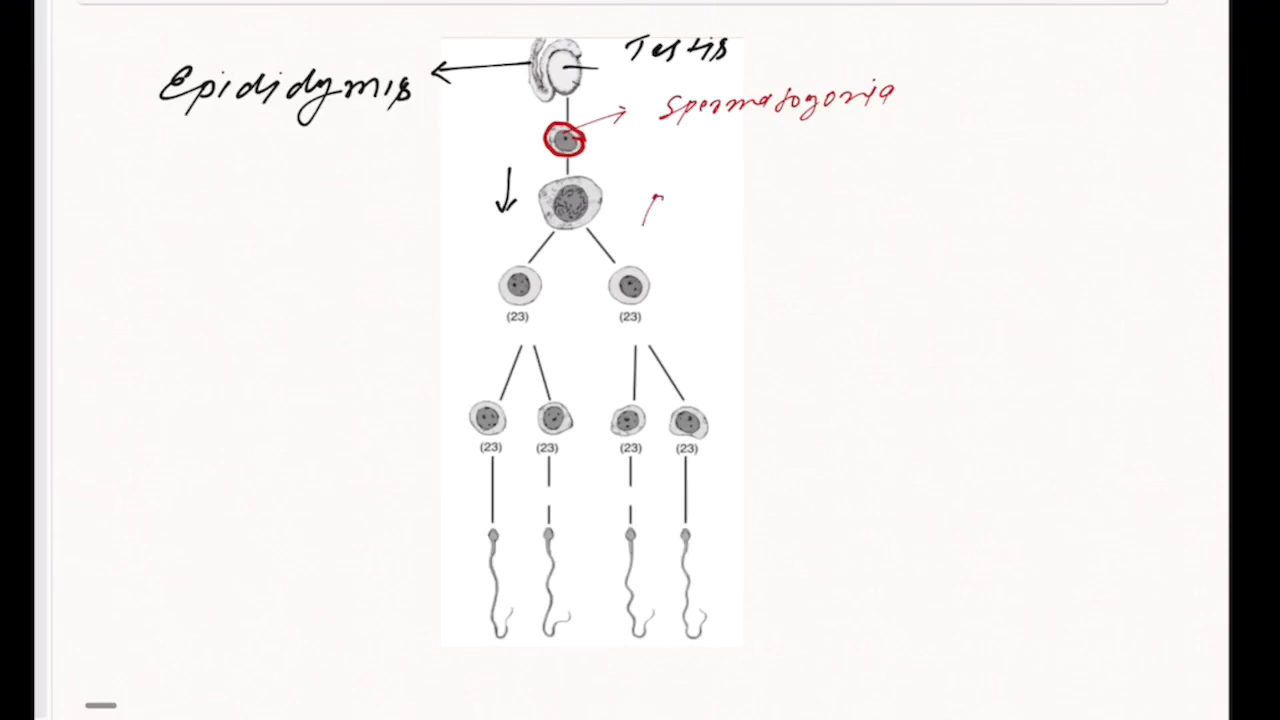 Testis
Epididymis
Spermatogonia
(23) (23)
(23) (23) (23) (23)